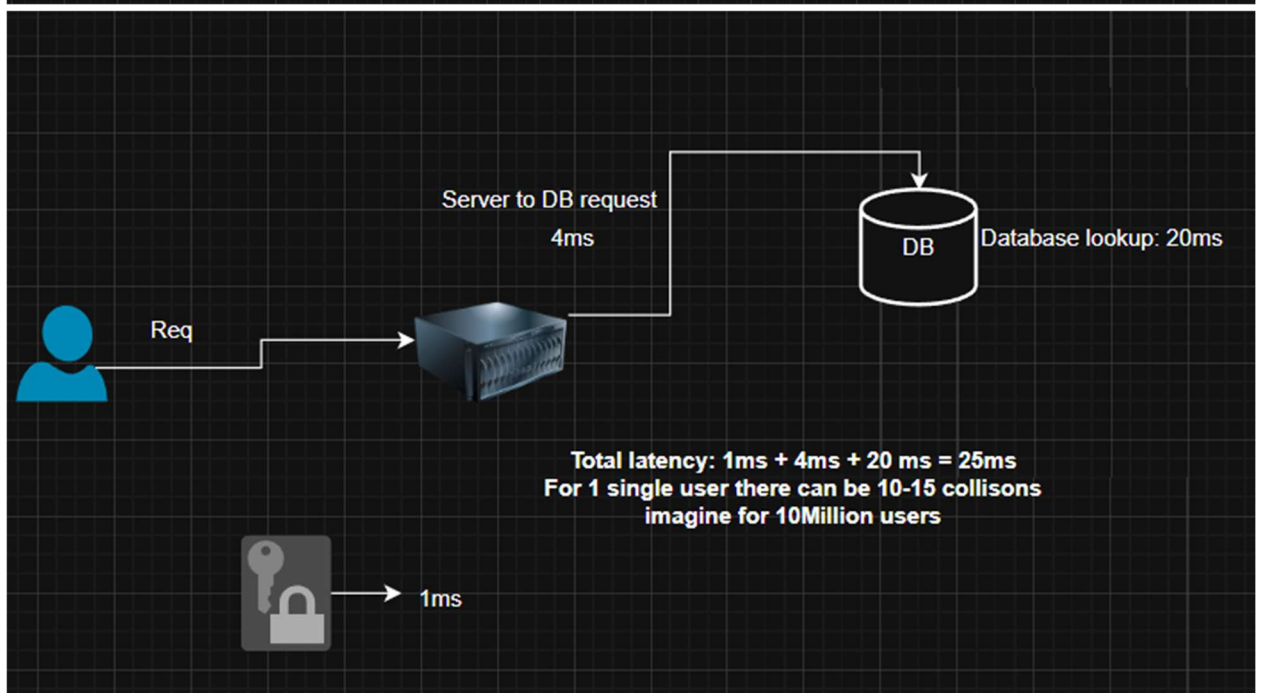 Server to DB request
4ms
DB
Database lookup: 20ms
Req
Total latency: 1ms + 4ms + 20 ms = 25ms
For 1 single user there can be 10-15 collisons
imagine for 10Million users
1ms